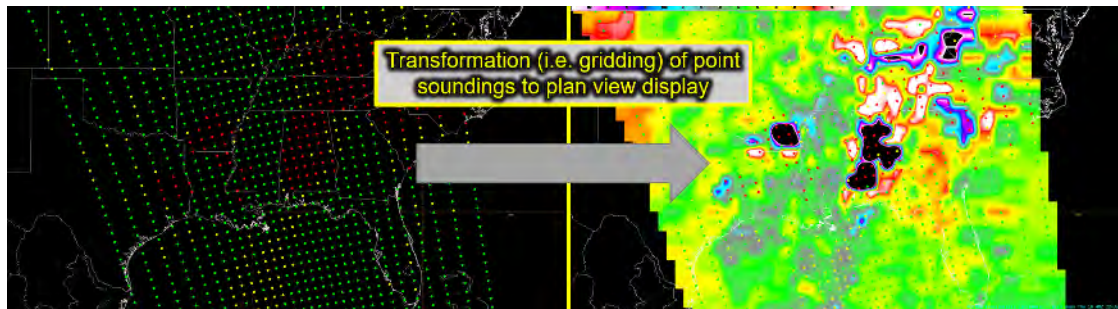 Transformation (i.e. gridding) of point
soundings to plan view display